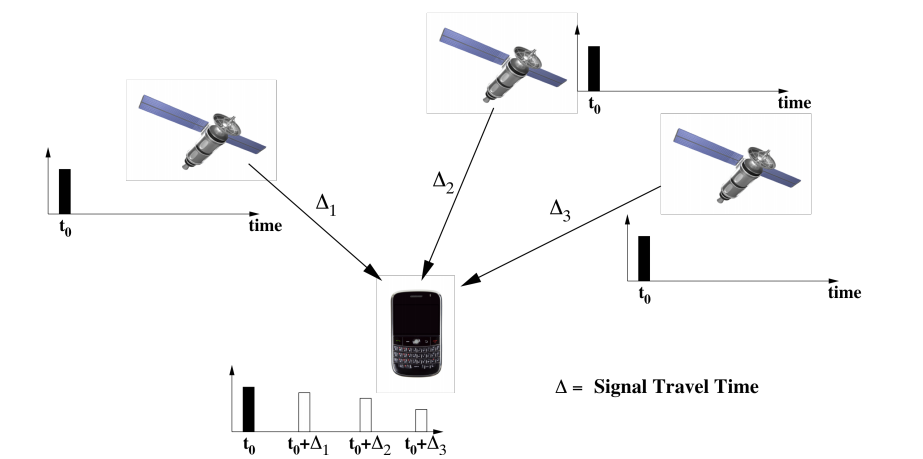 t₀
time
Δ₁
t₀
time
Δ₂
Δ₃
t₀
time
Δ = Signal Travel Time
t₀ t₀+Δ₁ t₀+Δ₂ t₀+Δ₃